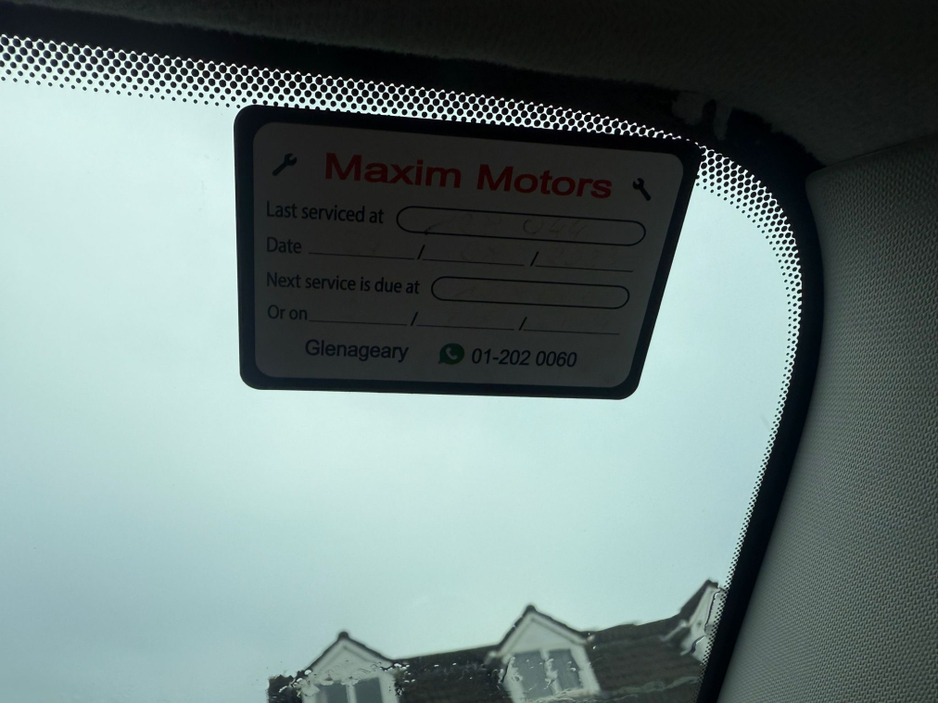 Maxim Motors
Last serviced at
Date / /
Next service is due at
Or on / /
Glenageary 01-202 0060